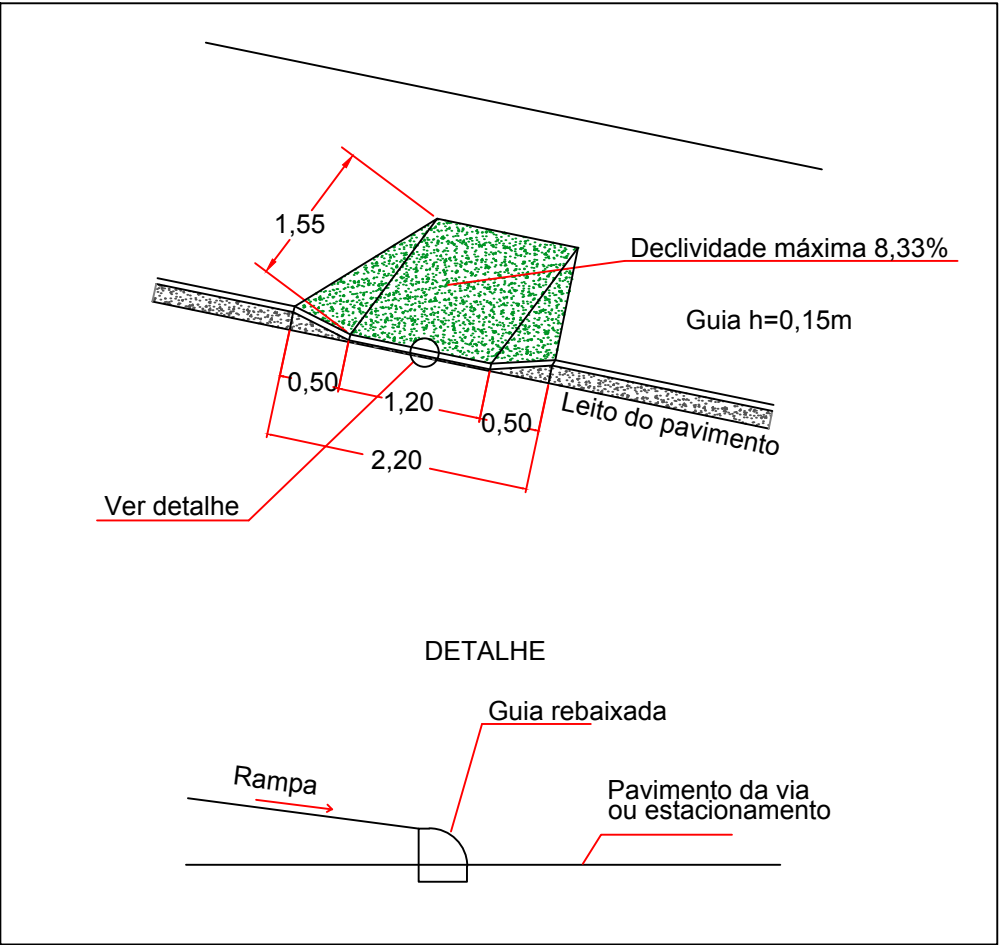 1,55
Declividade máxima 8,33%
Guia h=0,15m
0,50
1,20
0,50
Leito do pavimento
2,20
Ver detalhe
DETALHE
Guia rebaixada
Rampa
Pavimento da via
ou estacionamento